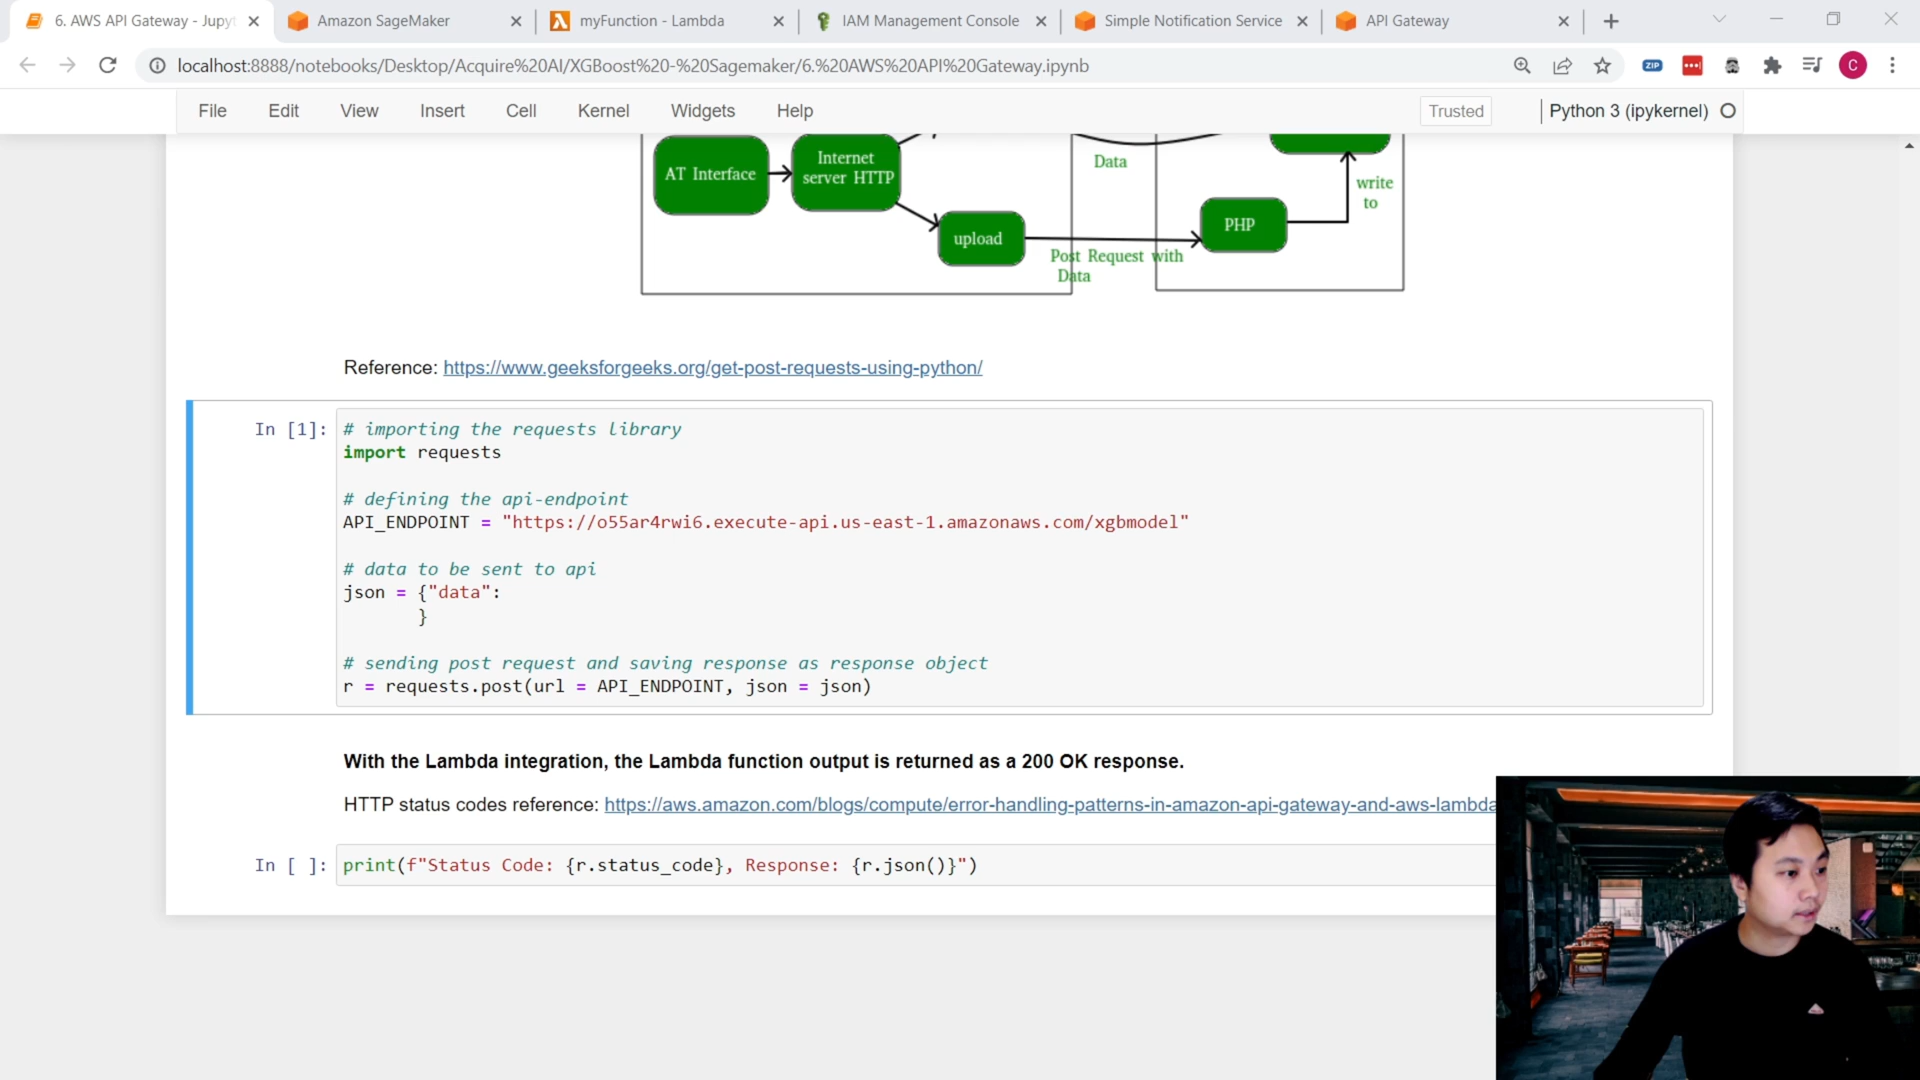 6. AWS API Gateway - Jupyt
Amazon SageMaker
myFunction - Lambda
IAM Management Console
Simple Notification Service
API Gateway
localhost:8888/notebooks/Desktop/Acquire%20AI/XGBoost%20-%20Sagemaker/6.%20AWS%20API%20Gateway.ipynb
ZIP
C
File Edit View Insert Cell Kernel Widgets Help
Trusted
Python 3 (ipykernel)
AT Interface
Internet
server HTTP
Data
write
to
upload
PHP
Post Request with
Data
Reference: https://www.geeksforgeeks.org/get-post-requests-using-python/
In [1]:
# importing the requests library
import requests
# defining the api-endpoint
API_ENDPOINT = "https://o55ar4rwi6.execute-api.us-east-1.amazonaws.com/xgbmodel"
# data to be sent to api
json = {"data":
}
# sending post request and saving response as response object
r = requests.post(url = API_ENDPOINT, json = json)
With the Lambda integration, the Lambda function output is returned as a 200 OK response.
HTTP status codes reference: https://aws.amazon.com/blogs/compute/error-handling-patterns-in-amazon-api-gateway-and-aws-lambda
In [ ]:
print(f"Status Code: {r.status_code}, Response: {r.json()}")